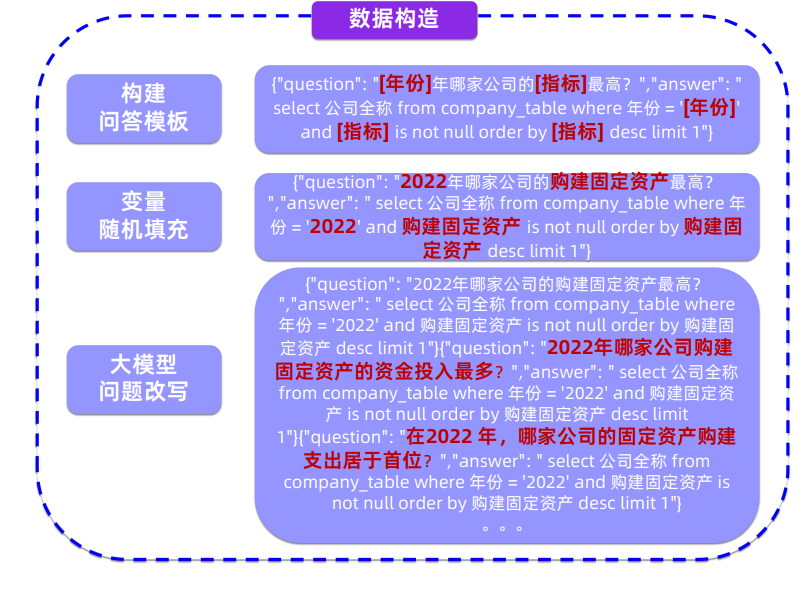 数据构造
构建
问答模板
{"question": "[年份]年哪家公司的[指标]最高？","answer": "
select 公司全称 from company_table where 年份 = '[年份]'
and [指标] is not null order by [指标] desc limit 1"}
变量
随机填充
{"question": "2022年哪家公司的购建固定资产最高？
","answer": " select 公司全称 from company_table where 年
份 = '2022' and 购建固定资产 is not null order by 购建固
定资产 desc limit 1"}
大模型
问题改写
{"question": "2022年哪家公司的购建固定资产最高？
","answer": " select 公司全称 from company_table where
年份 = '2022' and 购建固定资产 is not null order by 购建固
定资产 desc limit 1"}{"question": "2022年哪家公司购建
固定资产的资金投入最多？","answer": " select 公司全称
from company_table where 年份 = '2022' and 购建固定资
产 is not null order by 购建固定资产 desc limit
1"}{"question": "在2022 年，哪家公司的固定资产购建
支出居于首位？","answer": " select 公司全称 from
company_table where 年份 = '2022' and 购建固定资产 is
not null order by 购建固定资产 desc limit 1"}
。。。